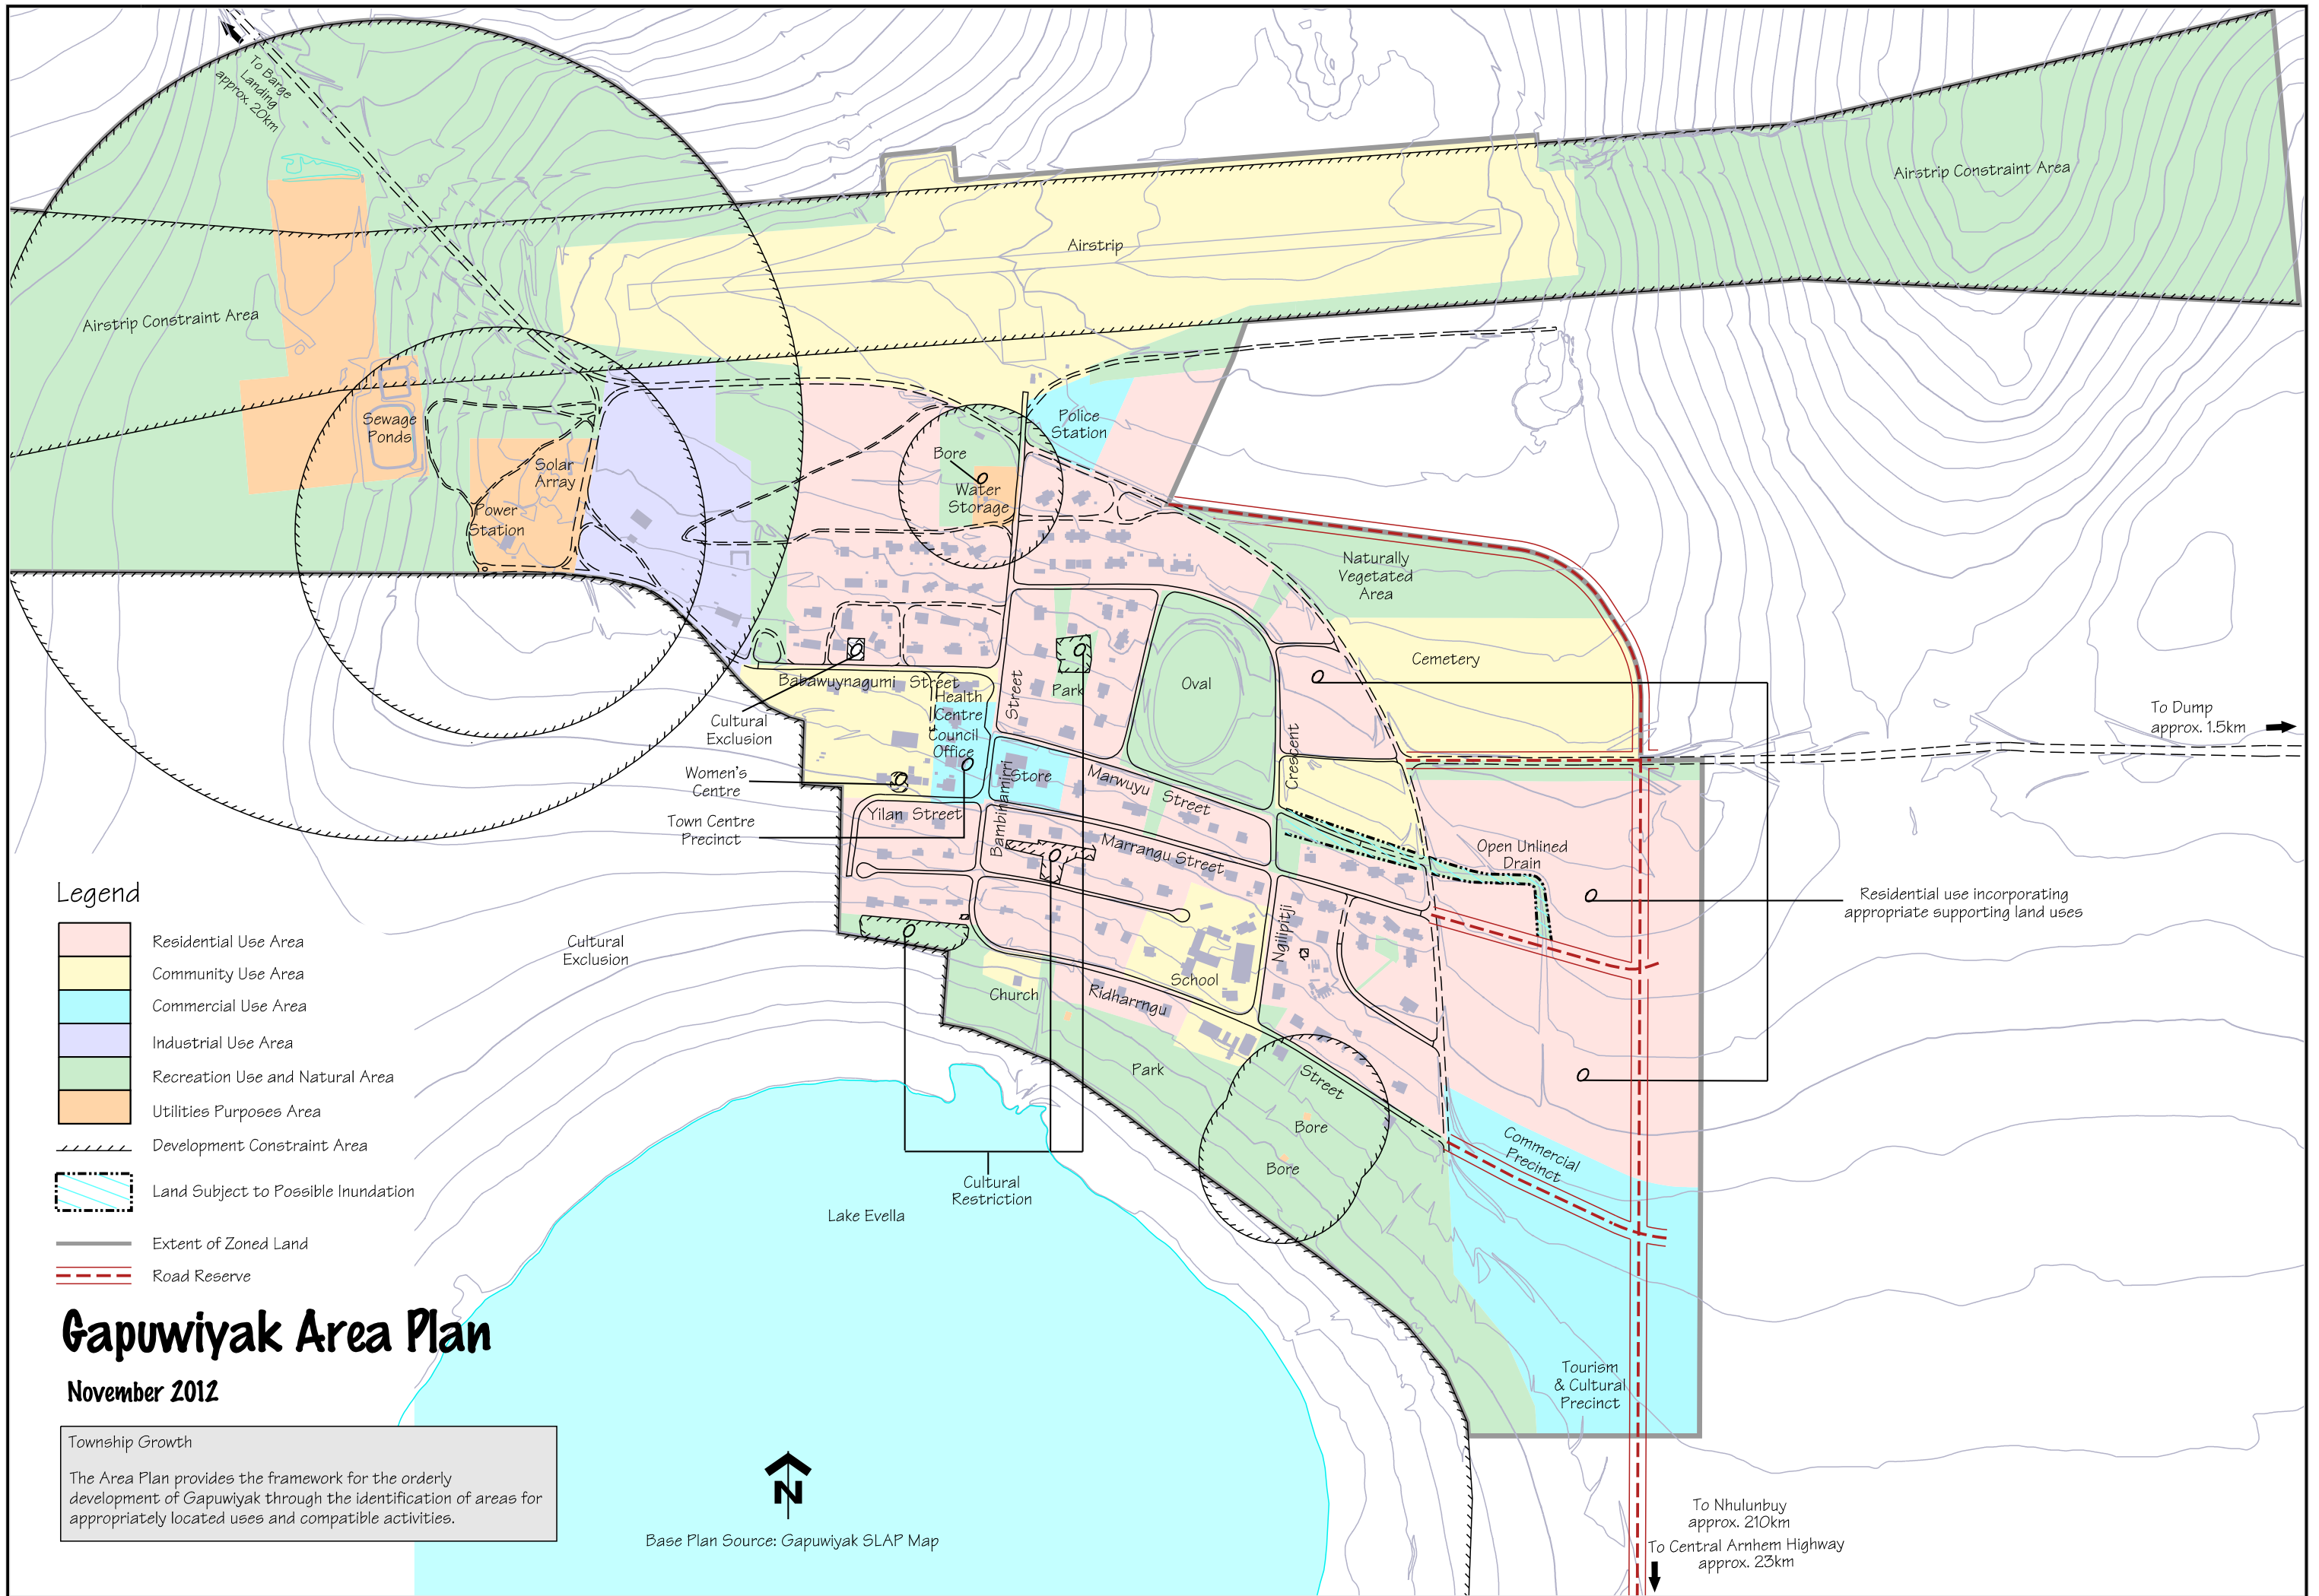 To Barge
Landing
approx. 20km
Airstrip Constraint Area
Airstrip
Airstrip Constraint Area
Sewage
Ponds
Solar
Array
Power
Station
Police
Station
Bore
Water
Storage
Naturally
Vegetated
Area
Cemetery
Oval
Park
Babawuynagumi Street
Health
Centre
Council
Office
Street
Bambihamirri
Store
Crescent
Ngilipitji
Marwuyu Street
Marrangu Street
Yilan Street
Cultural
Exclusion
Women's
Centre
Town Centre
Precinct
To Dump
approx. 1.5km
Open Unlined
Drain
Residential use incorporating
appropriate supporting land uses
School
Church
Ridharrngu
Street
Park
Bore
Bore
Commercial
Precinct
Cultural
Exclusion
Cultural
Restriction
Lake Evella
Tourism
& Cultural
Precinct
To Nhulunbuy
approx. 210km
To Central Arnhem Highway
approx. 23km
Legend
Residential Use Area
Community Use Area
Commercial Use Area
Industrial Use Area
Recreation Use and Natural Area
Utilities Purposes Area
Development Constraint Area
Land Subject to Possible Inundation
Extent of Zoned Land
Road Reserve
Gapuwiyak Area Plan
November 2012
Township Growth
The Area Plan provides the framework for the orderly
development of Gapuwiyak through the identification of areas for
appropriately located uses and compatible activities.
N
Base Plan Source: Gapuwiyak SLAP Map